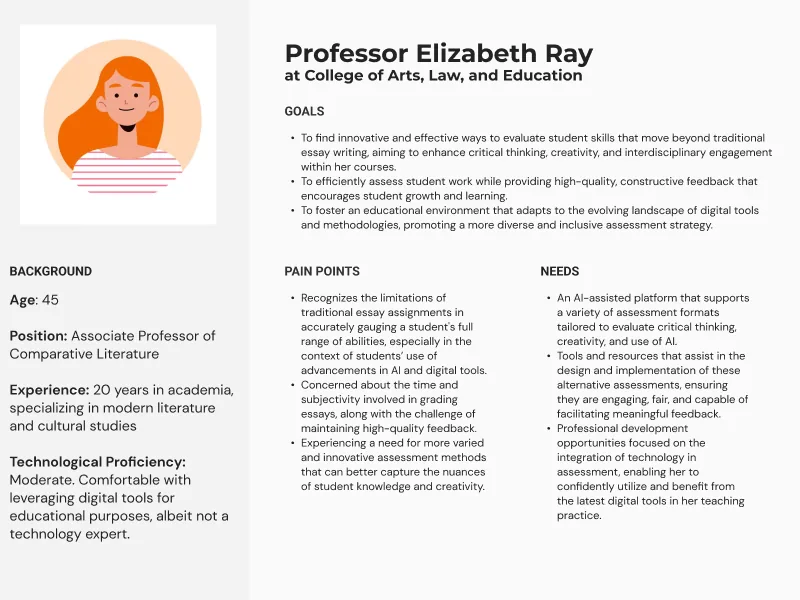 Professor Elizabeth Ray
at College of Arts, Law, and Education
GOALS
• To find innovative and effective ways to evaluate student skills that move beyond traditional
essay writing, aiming to enhance critical thinking, creativity, and interdisciplinary engagement
within her courses.
• To efficiently assess student work while providing high-quality, constructive feedback that
encourages student growth and learning.
• To foster an educational environment that adapts to the evolving landscape of digital tools
and methodologies, promoting a more diverse and inclusive assessment strategy.
BACKGROUND
Age: 45
Position: Associate Professor of
Comparative Literature
Experience: 20 years in academia,
specializing in modern literature
and cultural studies
Technological Proficiency:
Moderate. Comfortable with
leveraging digital tools for
educational purposes, albeit not a
technology expert.
PAIN POINTS
• Recognizes the limitations of
traditional essay assignments in
accurately gauging a student's full
range of abilities, especially in the
context of students’ use of
advancements in AI and digital tools.
• Concerned about the time and
subjectivity involved in grading
essays, along with the challenge of
maintaining high-quality feedback.
• Experiencing a need for more varied
and innovative assessment methods
that can better capture the nuances
of student knowledge and creativity.
NEEDS
• An AI-assisted platform that supports
a variety of assessment formats
tailored to evaluate critical thinking,
creativity, and use of AI.
• Tools and resources that assist in the
design and implementation of these
alternative assessments, ensuring
they are engaging, fair, and capable of
facilitating meaningful feedback.
• Professional development
opportunities focused on the
integration of technology in
assessment, enabling her to
confidently utilize and benefit from
the latest digital tools in her teaching
practice.